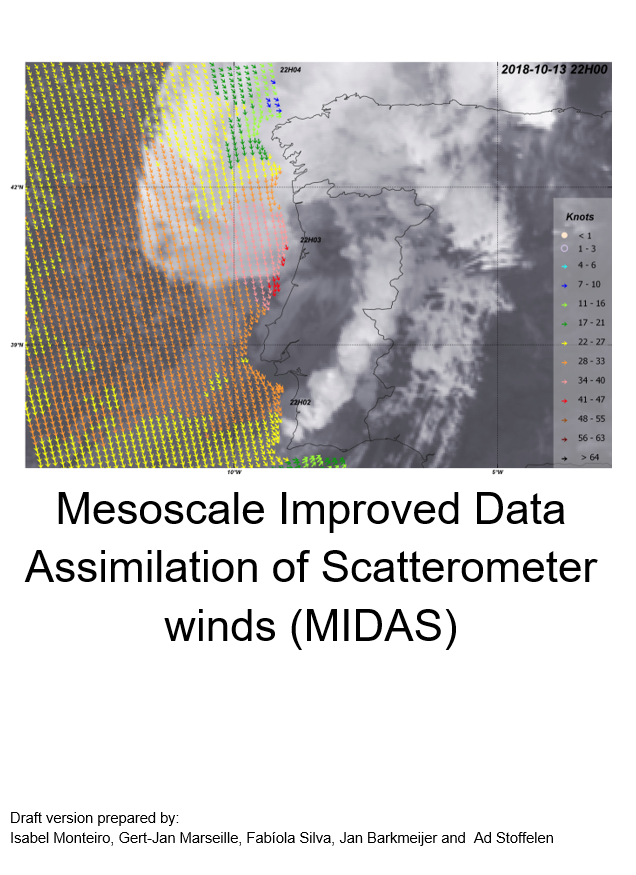 22H04
2018-10-13 22H00
42°N
Knots
< 1
1 - 3
22H03
4 - 6
7 - 10
11 - 16
17 - 21
39°N
22 - 27
28 - 33
34 - 40
22H02
41 - 47
48 - 55
56 - 63
> 64
10°W
5°W
Mesoscale Improved Data
Assimilation of Scatterometer
winds (MIDAS)
Draft version prepared by:
Isabel Monteiro, Gert-Jan Marseille, Fabíola Silva, Jan Barkmeijer and Ad Stoffelen